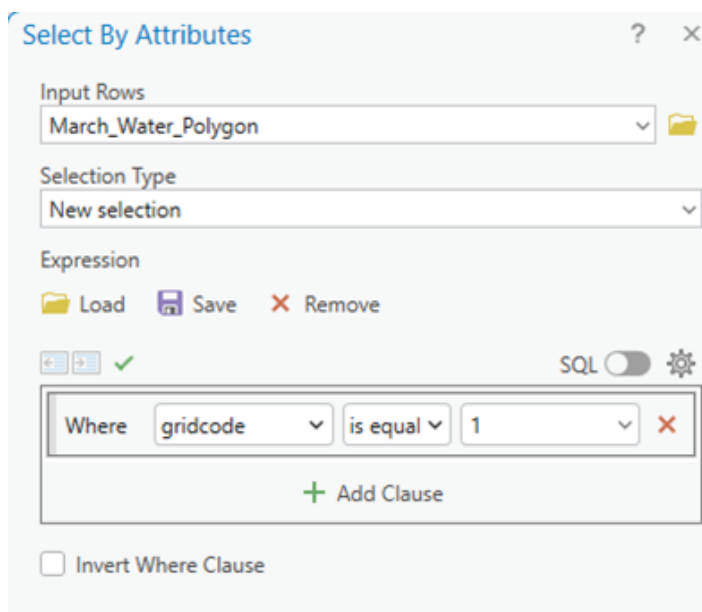 Select By Attributes ? ×
Input Rows
March_Water_Polygon
Selection Type
New selection
Expression
Load Save Remove
SQL
Where gridcode is equal 1
Add Clause
Invert Where Clause